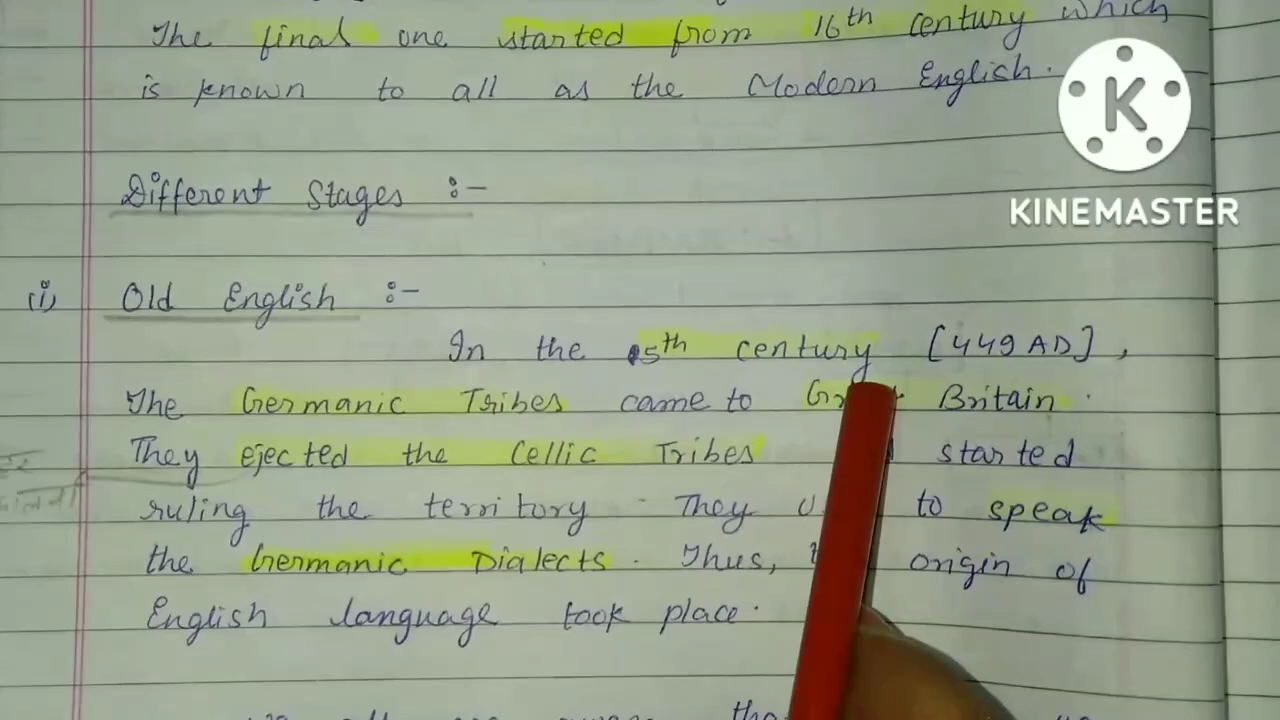 The final one started from 16th century which
is known to all as the Modern English.
KINEMASTER
Different Stages :-
(i) Old English :-
In the 5th century [449 AD],
The Germanic Tribes came to Britain.
They ejected the Cellic Tribes started
ruling the territory. They to speak
the Germanic Dialects. Thus, origin of
English language took place.